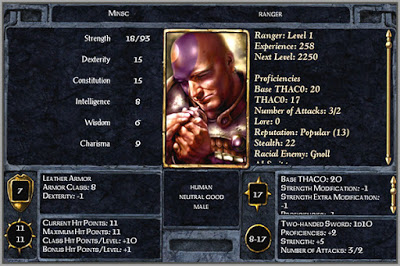 Minsc
Ranger
Strength 18/93
Dexterity 15
Constitution 15
Intelligence 8
Wisdom 6
Charisma 9
Ranger: Level 1
Experience: 258
Next Level: 2250
Proficiencies
Base THAC0: 20
THAC0: 17
Number of Attacks: 3/2
Lore: 0
Reputation: Popular (13)
Stealth: 22
Racial Enemy: Gnoll
7
Leather Armor
Armor Class: 8
Dexterity: -1
11
11
Current Hit Points: 11
Maximum Hit Points: 11
Class Hit Points/Level: +10
Bonus Hit Points/Level: +1
Human
Neutral Good
Male
17
Base THAC0: 20
Strength Modification: -1
Strength Extra Modification:
-1
8-17
Two-handed Sword: 1D10
Proficiencies: +2
Strength: +5
Number of Attacks: 3/2